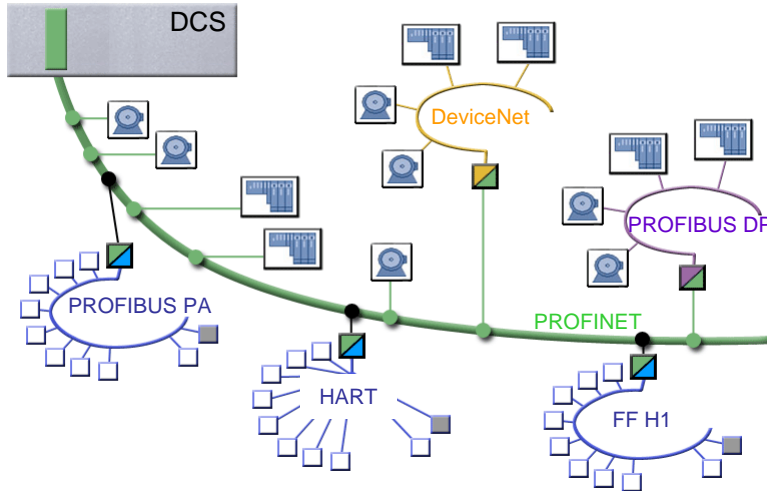 DCS
DeviceNet
PROFIBUS DP
PROFIBUS PA
PROFINET
HART
FF H1